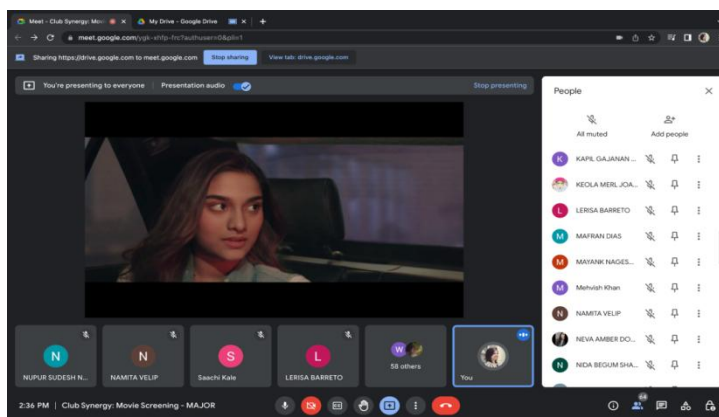 Meet - Club Synergy: Movi
My Drive - Google Drive
meet.google.com/ygk-shfp-frc?authuser=0&pli=1
Sharing https://drive.google.com to meet.google.com
Stop sharing
View tab: drive.google.com
You're presenting to everyone
Presentation audio
Stop presenting
People
All muted
Add people
K
KAPIL GAJANAN ...
KEOLA MERL JOA...
L
LERISA BARRETO
M
MAFRAN DIAS
M
MAYANK NAGES...
M
Mehvish Khan
N
NAMITA VELIP
NEVA AMBER DO...
N
NIDA BEGUM SHA...
N
NUPUR SUDESH N...
N
NAMITA VELIP
S
Saachi Kale
L
LERISA BARRETO
W
58 others
You
2:36 PM | Club Synergy: Movie Screening - MAJOR
64